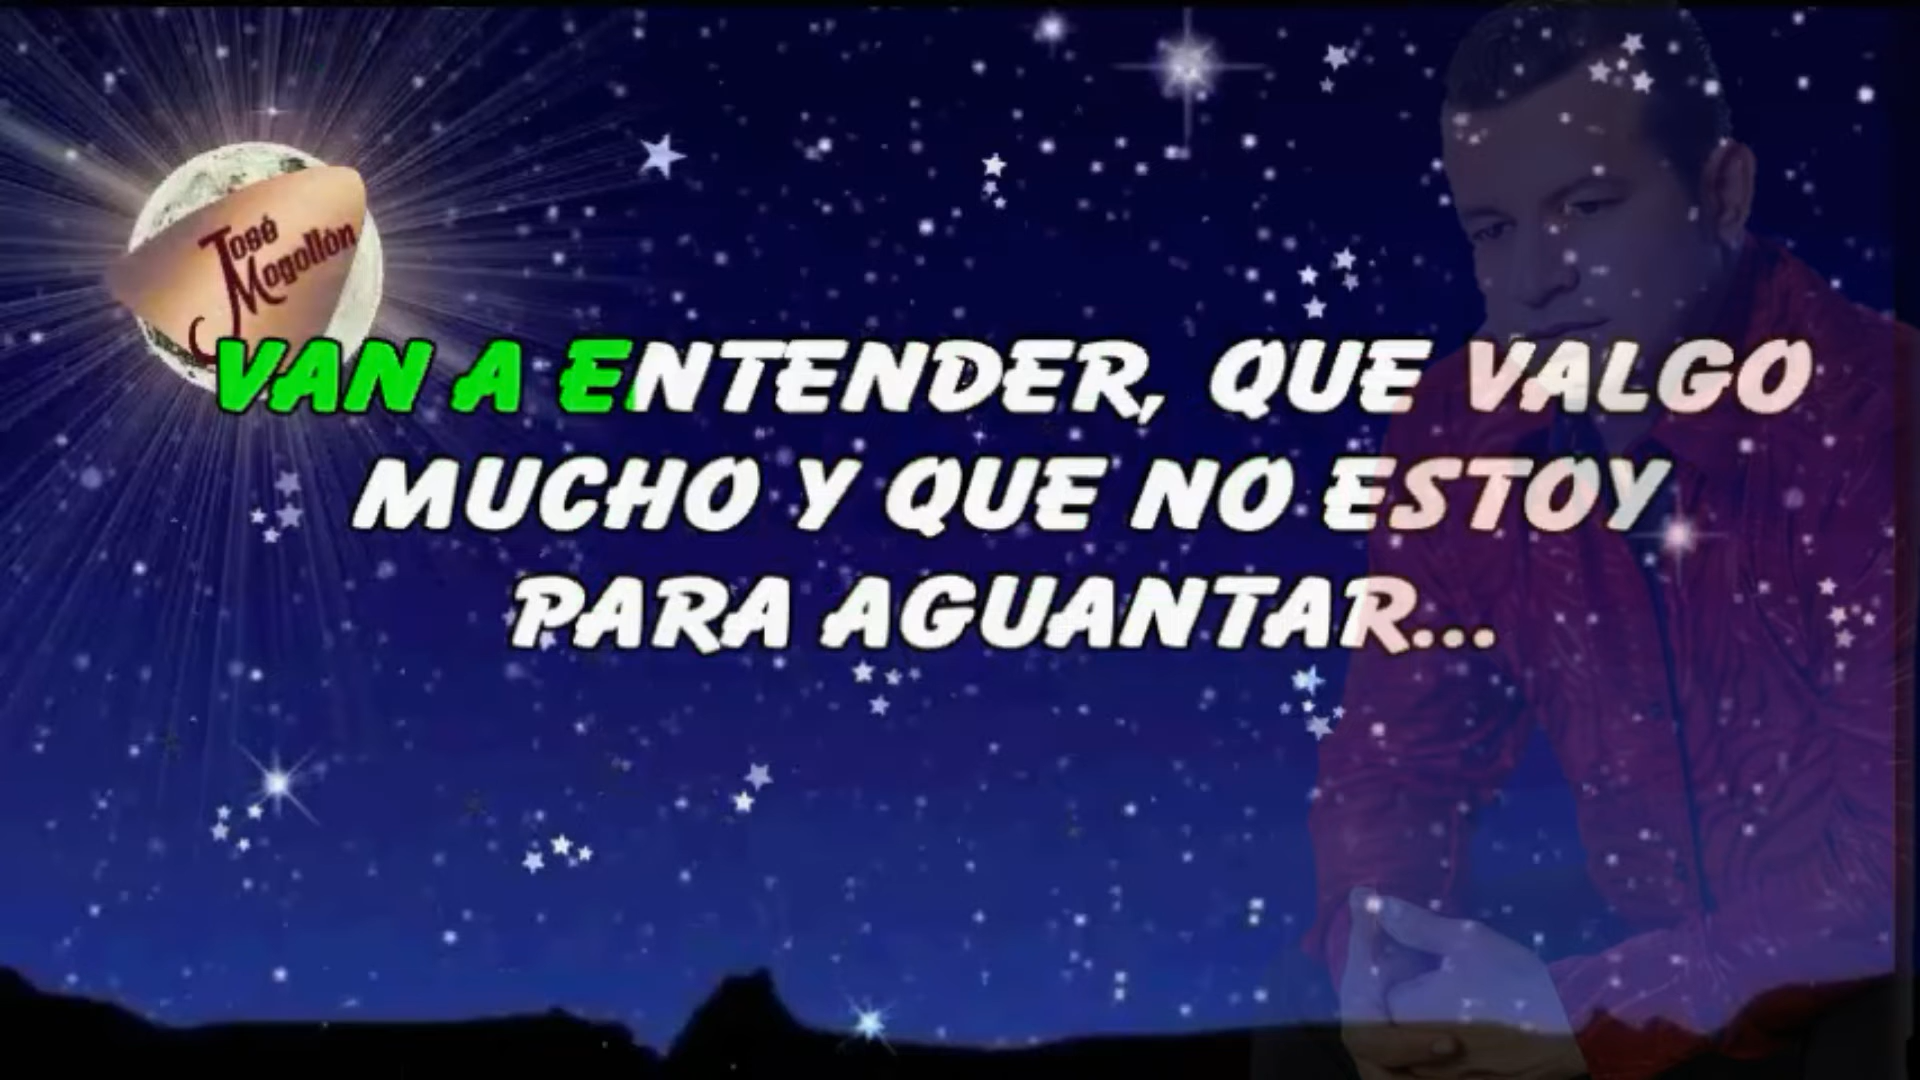 José
Mogollón
VAN A ENTENDER, QUE VALGO
MUCHO Y QUE NO ESTOY
PARA AGUANTAR...